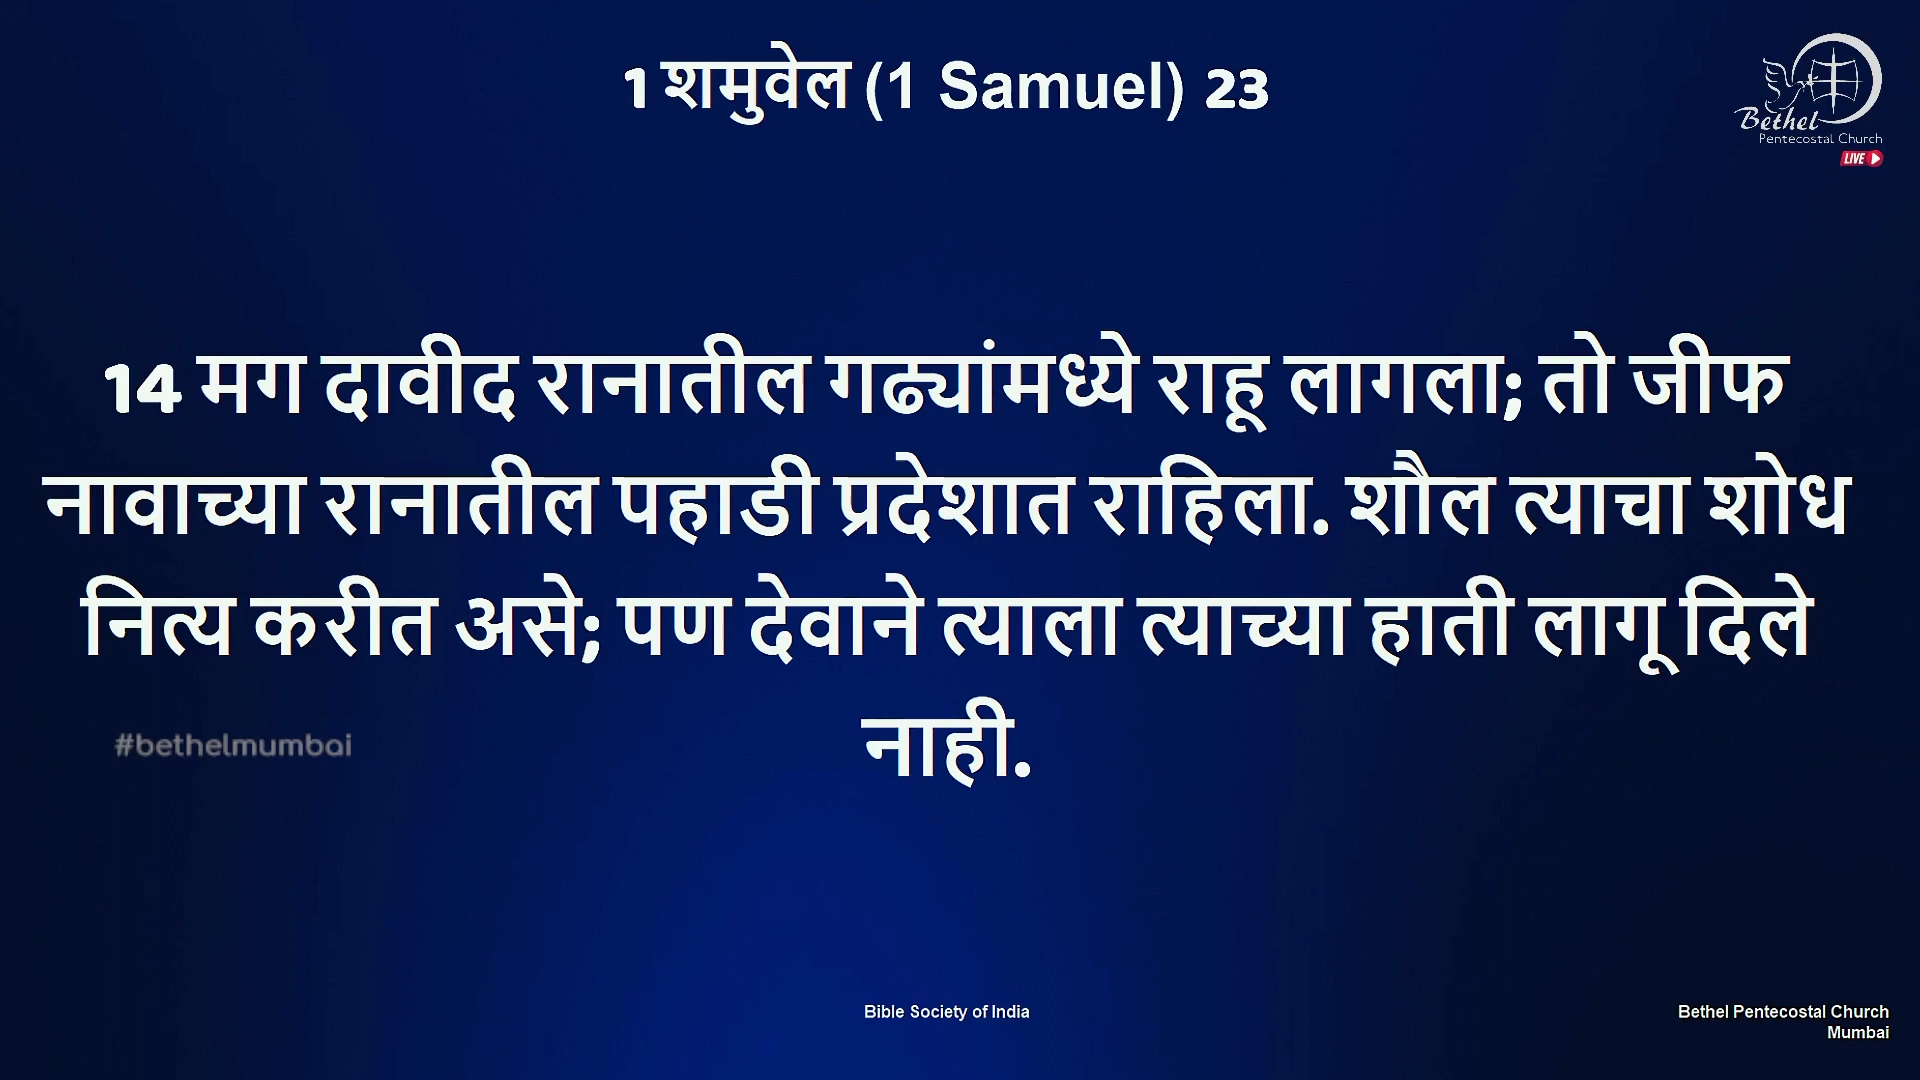 1 शमुवेल (1 Samuel) 23
Bethel
Pentecostal Church
LIVE
14 मग दावीद रानातील गढ्यांमध्ये राहू लागला; तो जीफ
नावाच्या रानातील पहाडी प्रदेशात राहिला. शौल त्याचा शोध
नित्य करीत असे; पण देवाने त्याला त्याच्या हाती लागू दिले
नाही.
#bethelmumbai
Bible Society of India
Bethel Pentecostal Church
Mumbai